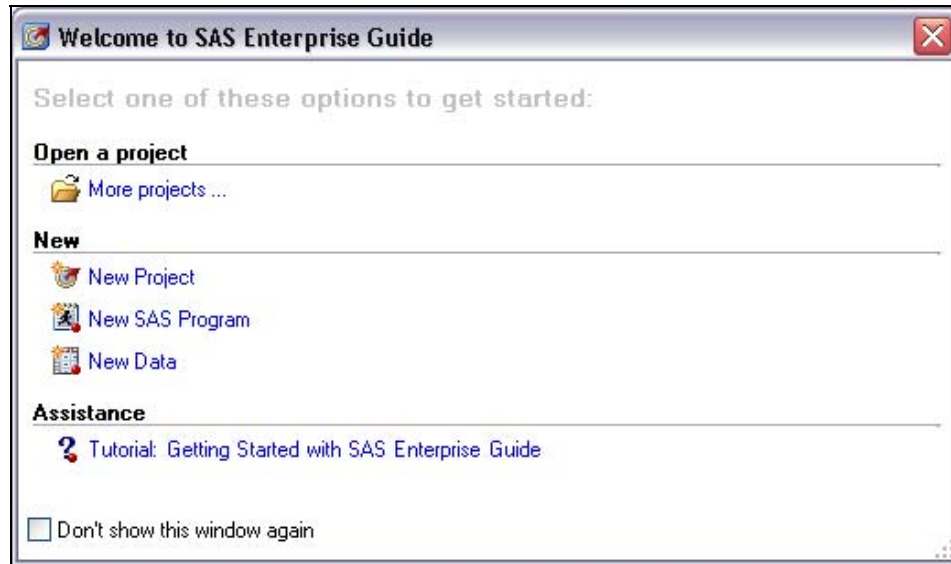 Welcome to SAS Enterprise Guide
Select one of these options to get started:
Open a project
More projects ...
New
New Project
New SAS Program
New Data
Assistance
Tutorial: Getting Started with SAS Enterprise Guide
Don't show this window again